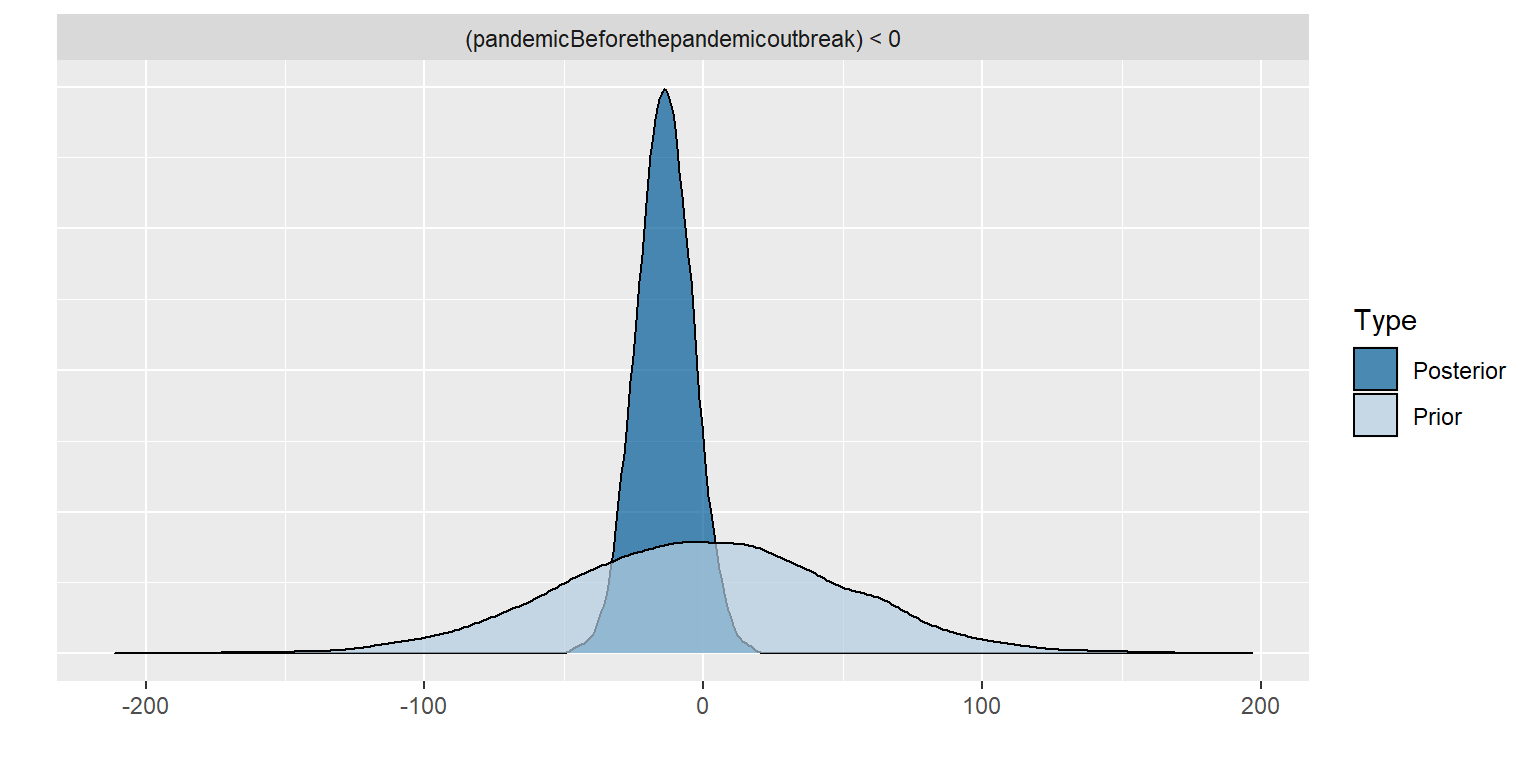 (pandemicBeforethepandemicoutbreak) < 0
Type
Posterior
Prior
-200
-100
0
100
200